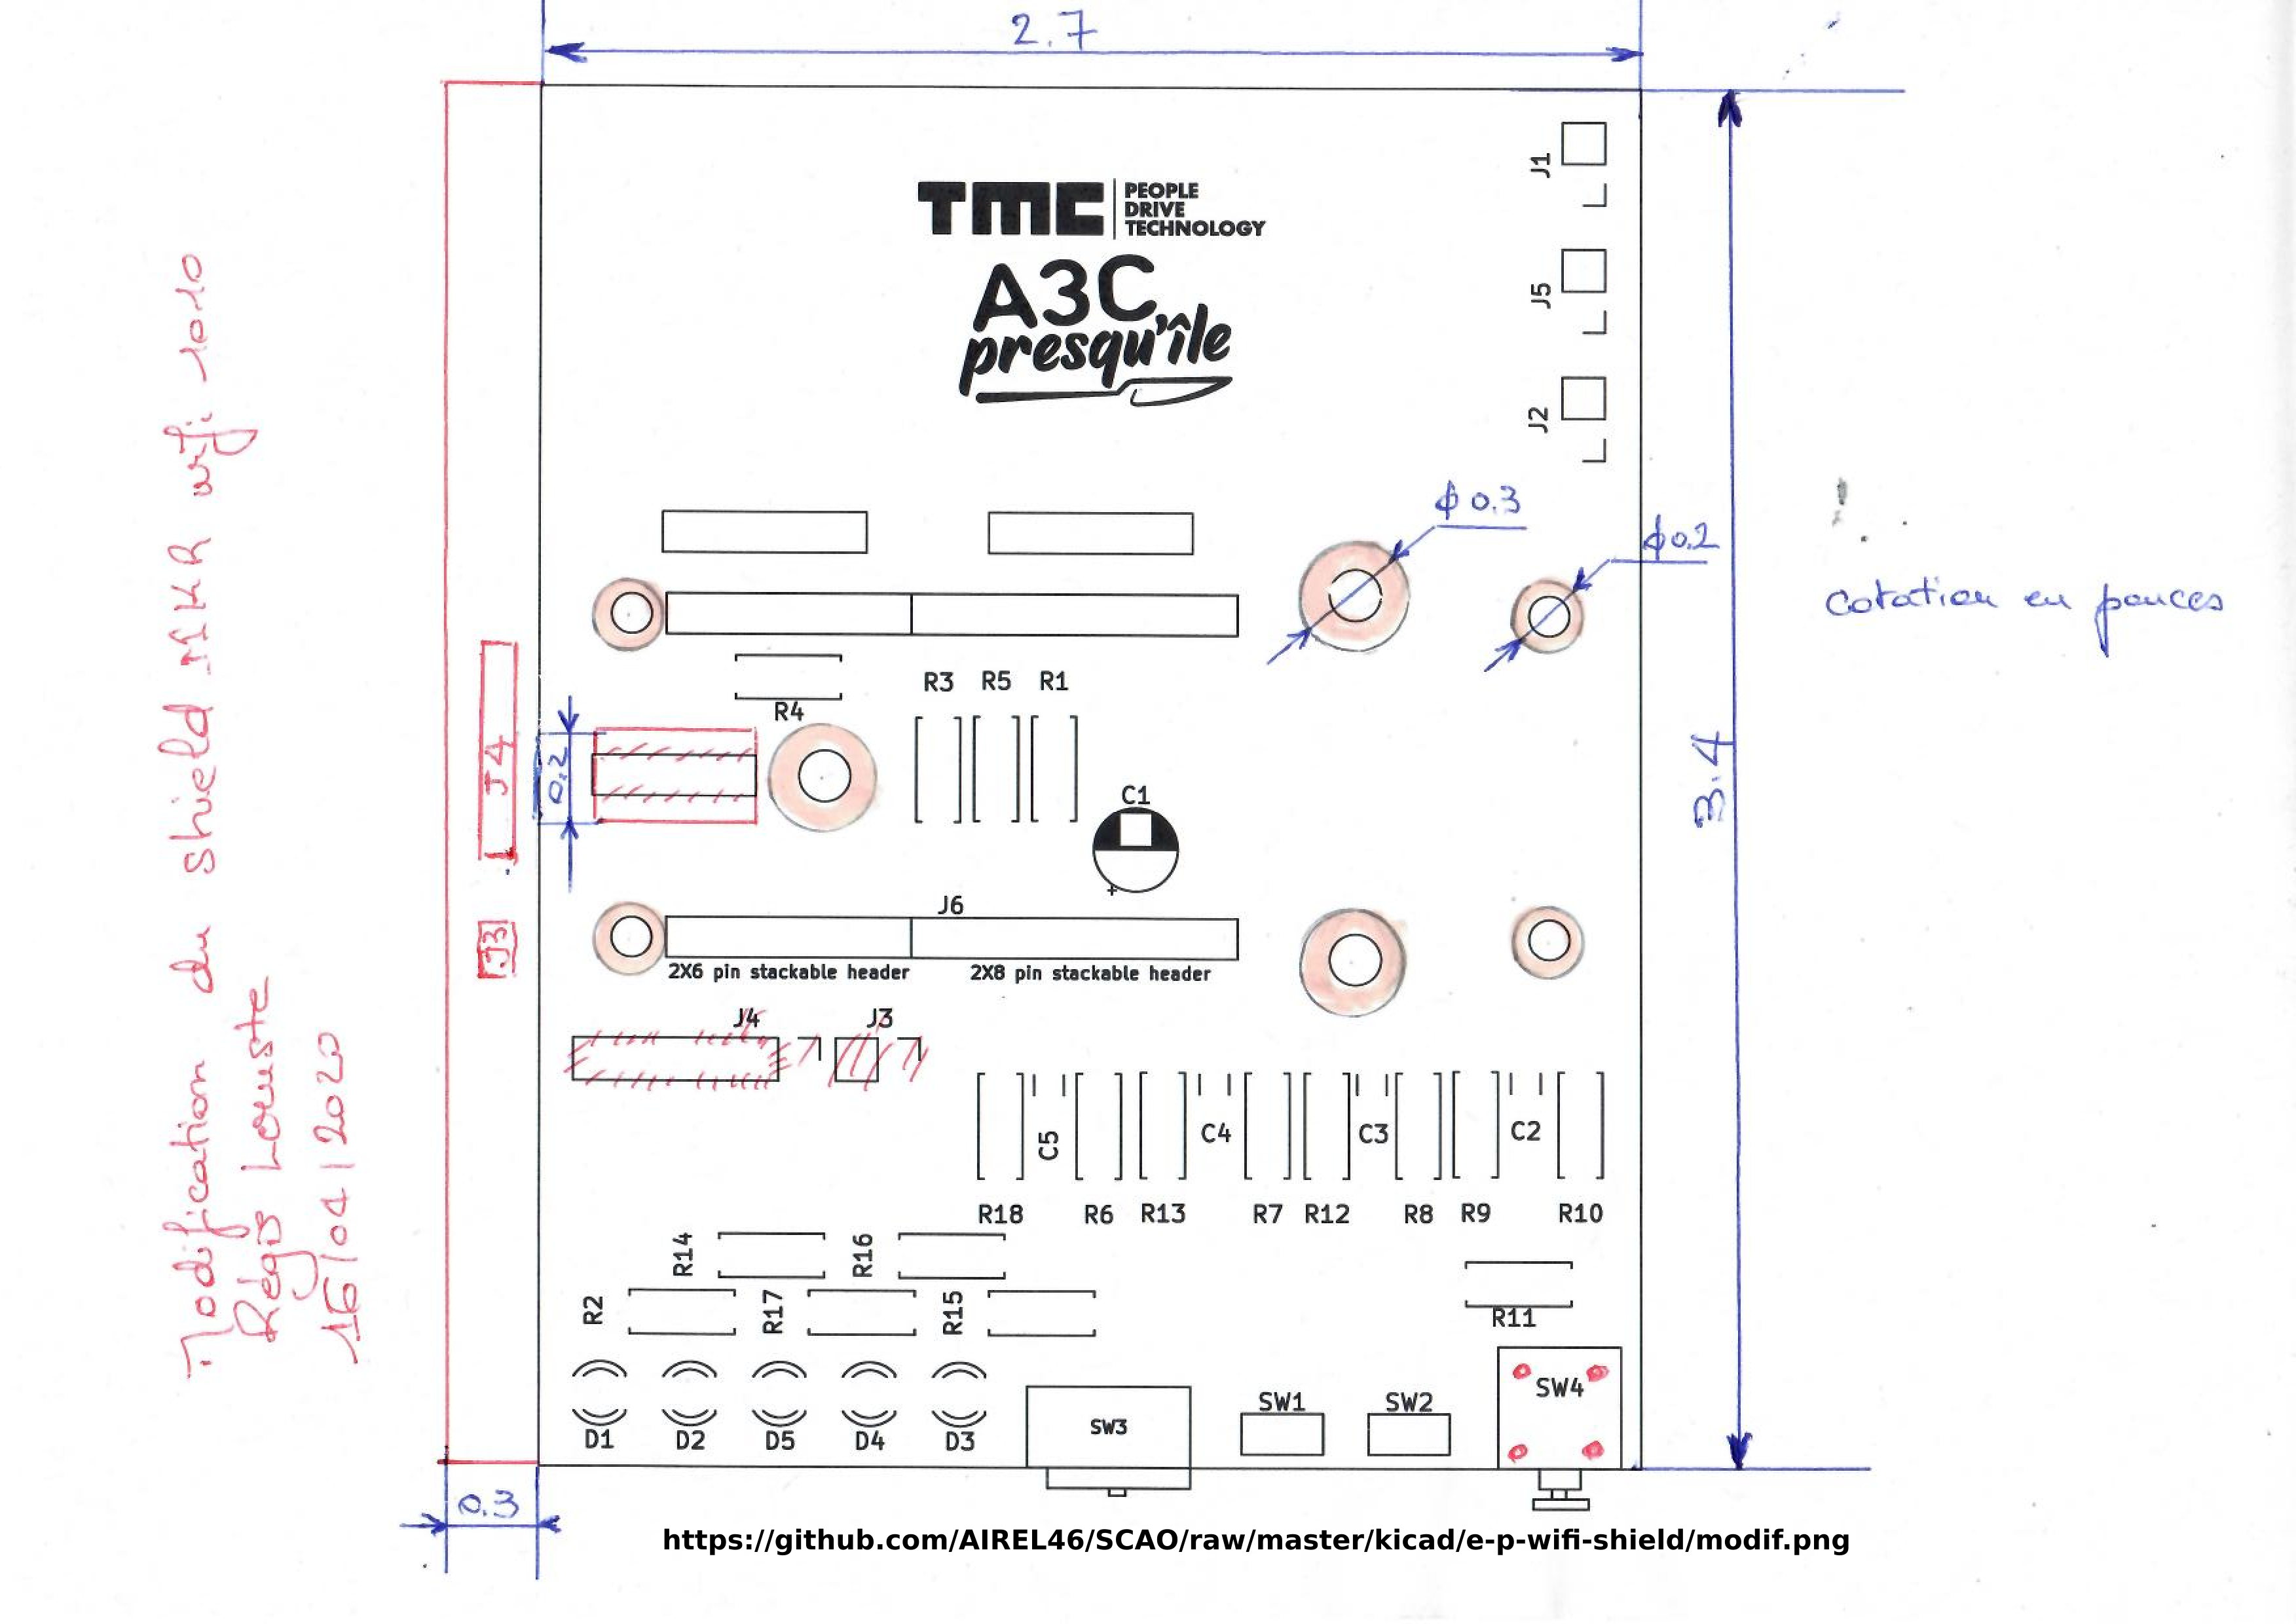 2.7
J1
TMC
PEOPLE
DRIVE
TECHNOLOGY
A3C
presqu'île
J5
J2
ϕ 0.3
ϕ 0.2
cotation en pouces
3.4
R3 R5 R1
R4
0.2
J4
C1
J3
J6
2X6 pin stackable header
2X8 pin stackable header
J4
J3
C5
C4
C3
C2
R18 R6 R13 R7 R12 R8 R9 R10
R14
R16
R2
R17
R15
R11
SW4
SW1
SW2
SW3
D1 D2 D5 D4 D3
0.3
Modification du shield MKR wifi 1010
Régis Louste
16/04/2020
https://github.com/AIREL46/SCAO/raw/master/kicad/e-p-wifi-shield/modif.png